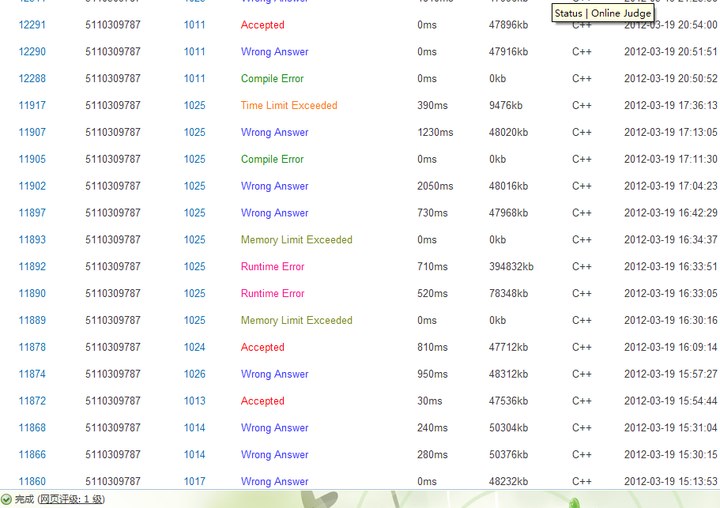 Status | Online Judge
12291 5110309787 1011 Accepted 0ms 47896kb C++ 2012-03-19 20:54:00
12290 5110309787 1011 Wrong Answer 0ms 47916kb C++ 2012-03-19 20:51:51
12288 5110309787 1011 Compile Error 0ms 0kb C++ 2012-03-19 20:50:52
11917 5110309787 1025 Time Limit Exceeded 390ms 9476kb C++ 2012-03-19 17:36:13
11907 5110309787 1025 Wrong Answer 1230ms 48020kb C++ 2012-03-19 17:13:05
11905 5110309787 1025 Compile Error 0ms 0kb C++ 2012-03-19 17:11:30
11902 5110309787 1025 Wrong Answer 2050ms 48016kb C++ 2012-03-19 17:04:23
11897 5110309787 1025 Wrong Answer 730ms 47968kb C++ 2012-03-19 16:42:29
11893 5110309787 1025 Memory Limit Exceeded 0ms 0kb C++ 2012-03-19 16:34:37
11892 5110309787 1025 Runtime Error 710ms 394832kb C++ 2012-03-19 16:33:51
11890 5110309787 1025 Runtime Error 520ms 78348kb C++ 2012-03-19 16:33:05
11889 5110309787 1025 Memory Limit Exceeded 0ms 0kb C++ 2012-03-19 16:30:16
11878 5110309787 1024 Accepted 810ms 47712kb C++ 2012-03-19 16:09:14
11874 5110309787 1026 Wrong Answer 950ms 48312kb C++ 2012-03-19 15:57:27
11872 5110309787 1013 Accepted 30ms 47536kb C++ 2012-03-19 15:54:44
11868 5110309787 1014 Wrong Answer 240ms 50304kb C++ 2012-03-19 15:31:04
11866 5110309787 1014 Wrong Answer 280ms 50376kb C++ 2012-03-19 15:30:15
11860 5110309787 1017 Wrong Answer 0ms 48232kb C++ 2012-03-19 15:13:53
完成 (网页评级: 1 级)